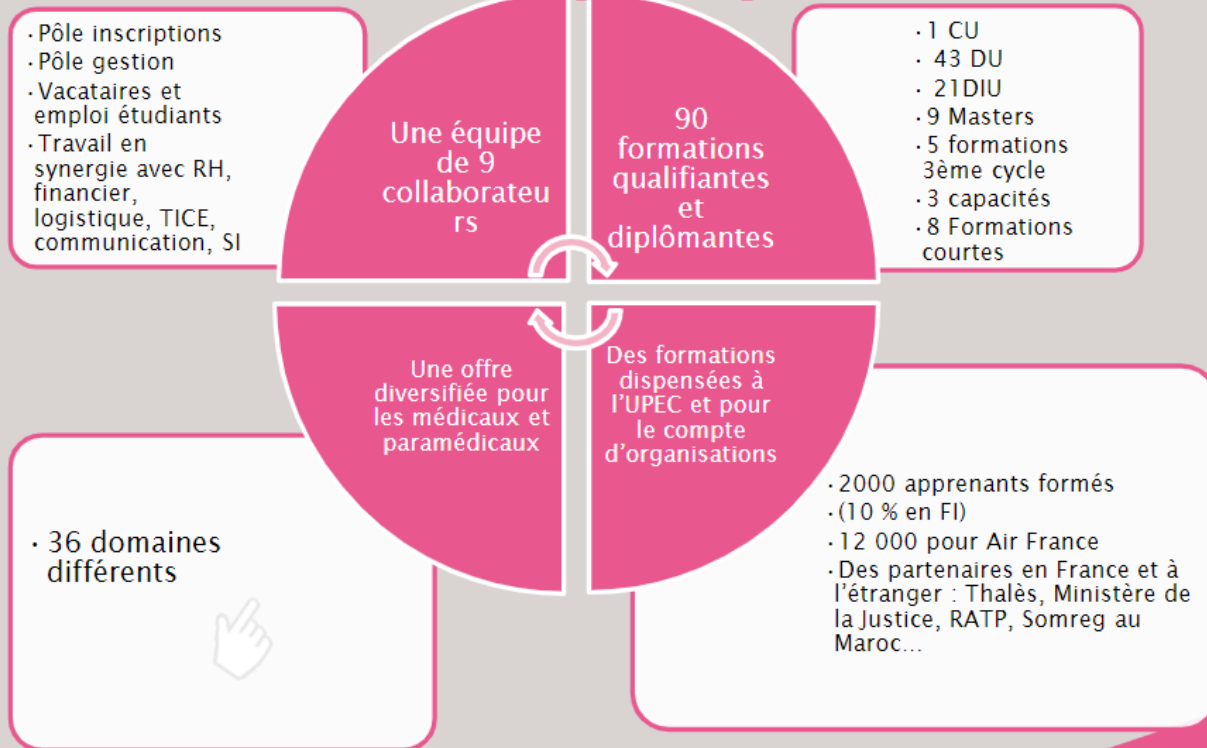 · Pôle inscriptions
· Pôle gestion
· Vacataires et
emploi étudiants
· Travail en
synergie avec RH,
financier,
logistique, TICE,
communication, SI
Une équipe
de 9
collaborateu
rs
90
formations
qualifiantes
et
diplômantes
· 1 CU
· 43 DU
· 21DIU
· 9 Masters
· 5 formations
3ème cycle
· 3 capacités
· 8 Formations
courtes
Une offre
diversifiée pour
les médicaux et
paramédicaux
Des formations
dispensées à
l'UPEC et pour
le compte
d'organisations
· 36 domaines
différents
· 2000 apprenants formés
· (10 % en FI)
· 12 000 pour Air France
· Des partenaires en France et à
l'étranger : Thalès, Ministère de
la Justice, RATP, Somreg au
Maroc...